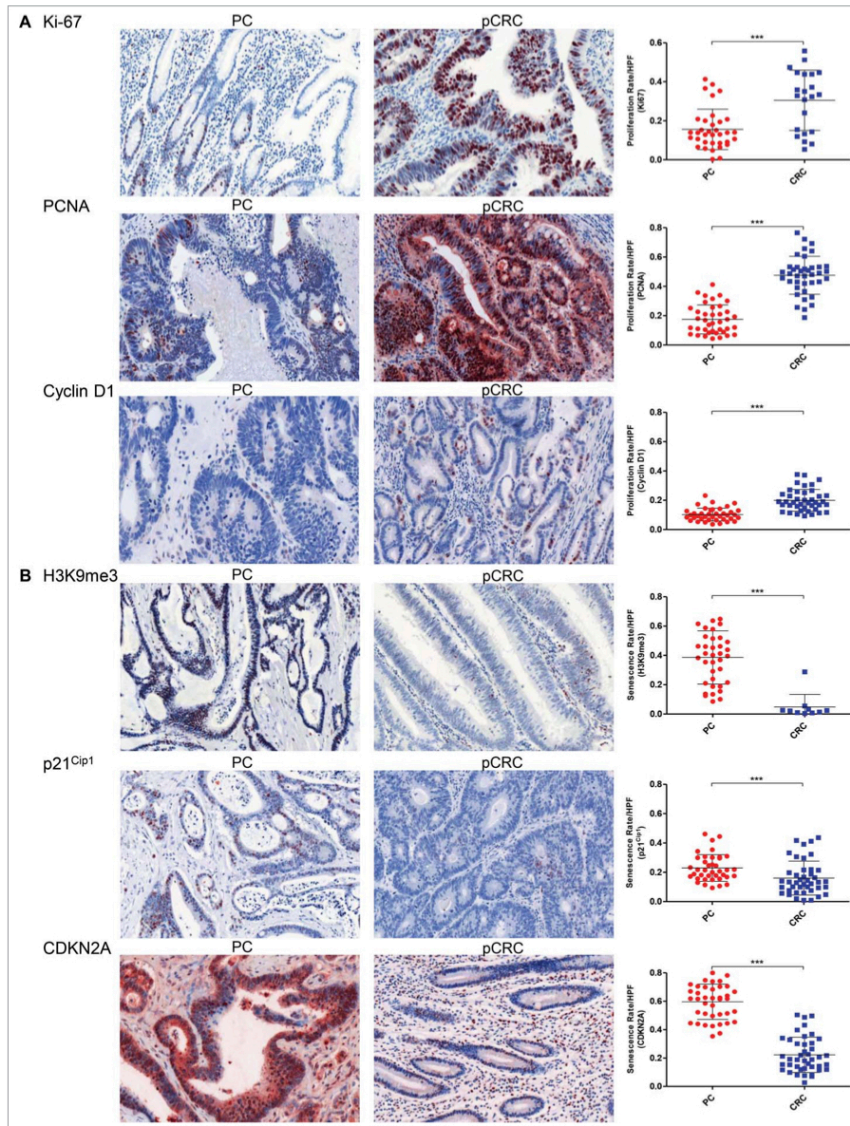 A Ki-67 PC pCRC
***
Proliferation Rate/HPF
(Ki67)
0.6
0.4
0.2
0.0
PC
CRC
PCNA PC pCRC
***
Proliferation Rate/HPF
(PCNA)
0.8
0.6
0.4
0.2
0.0
PC
CRC
Cyclin D1 PC pCRC
***
Proliferation Rate/HPF
(Cyclin D1)
0.8
0.6
0.4
0.2
0.0
PC
CRC
B H3K9me3 PC pCRC
***
Senescence Rate/HPF
(H3K9me3)
0.8
0.6
0.4
0.2
0.0
PC
CRC
p21Cip1 PC pCRC
***
Senescence Rate/HPF
(p21Cip1)
0.8
0.6
0.4
0.2
0.0
PC
CRC
CDKN2A PC pCRC
***
Senescence Rate/HPF
(CDKN2A)
0.8
0.6
0.4
0.2
0.0
PC
CRC